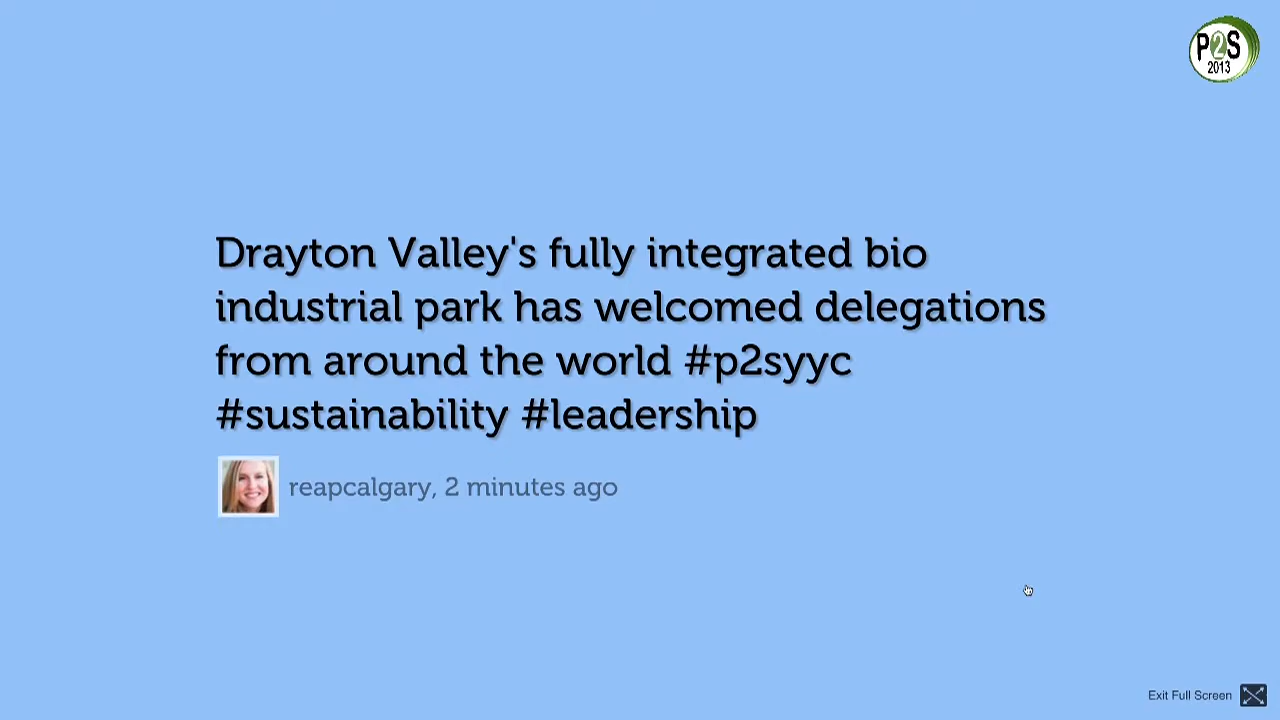 P2S
2013
Drayton Valley's fully integrated bio
industrial park has welcomed delegations
from around the world #p2syyc
#sustainability #leadership
reapcalgary, 2 minutes ago
Exit Full Screen